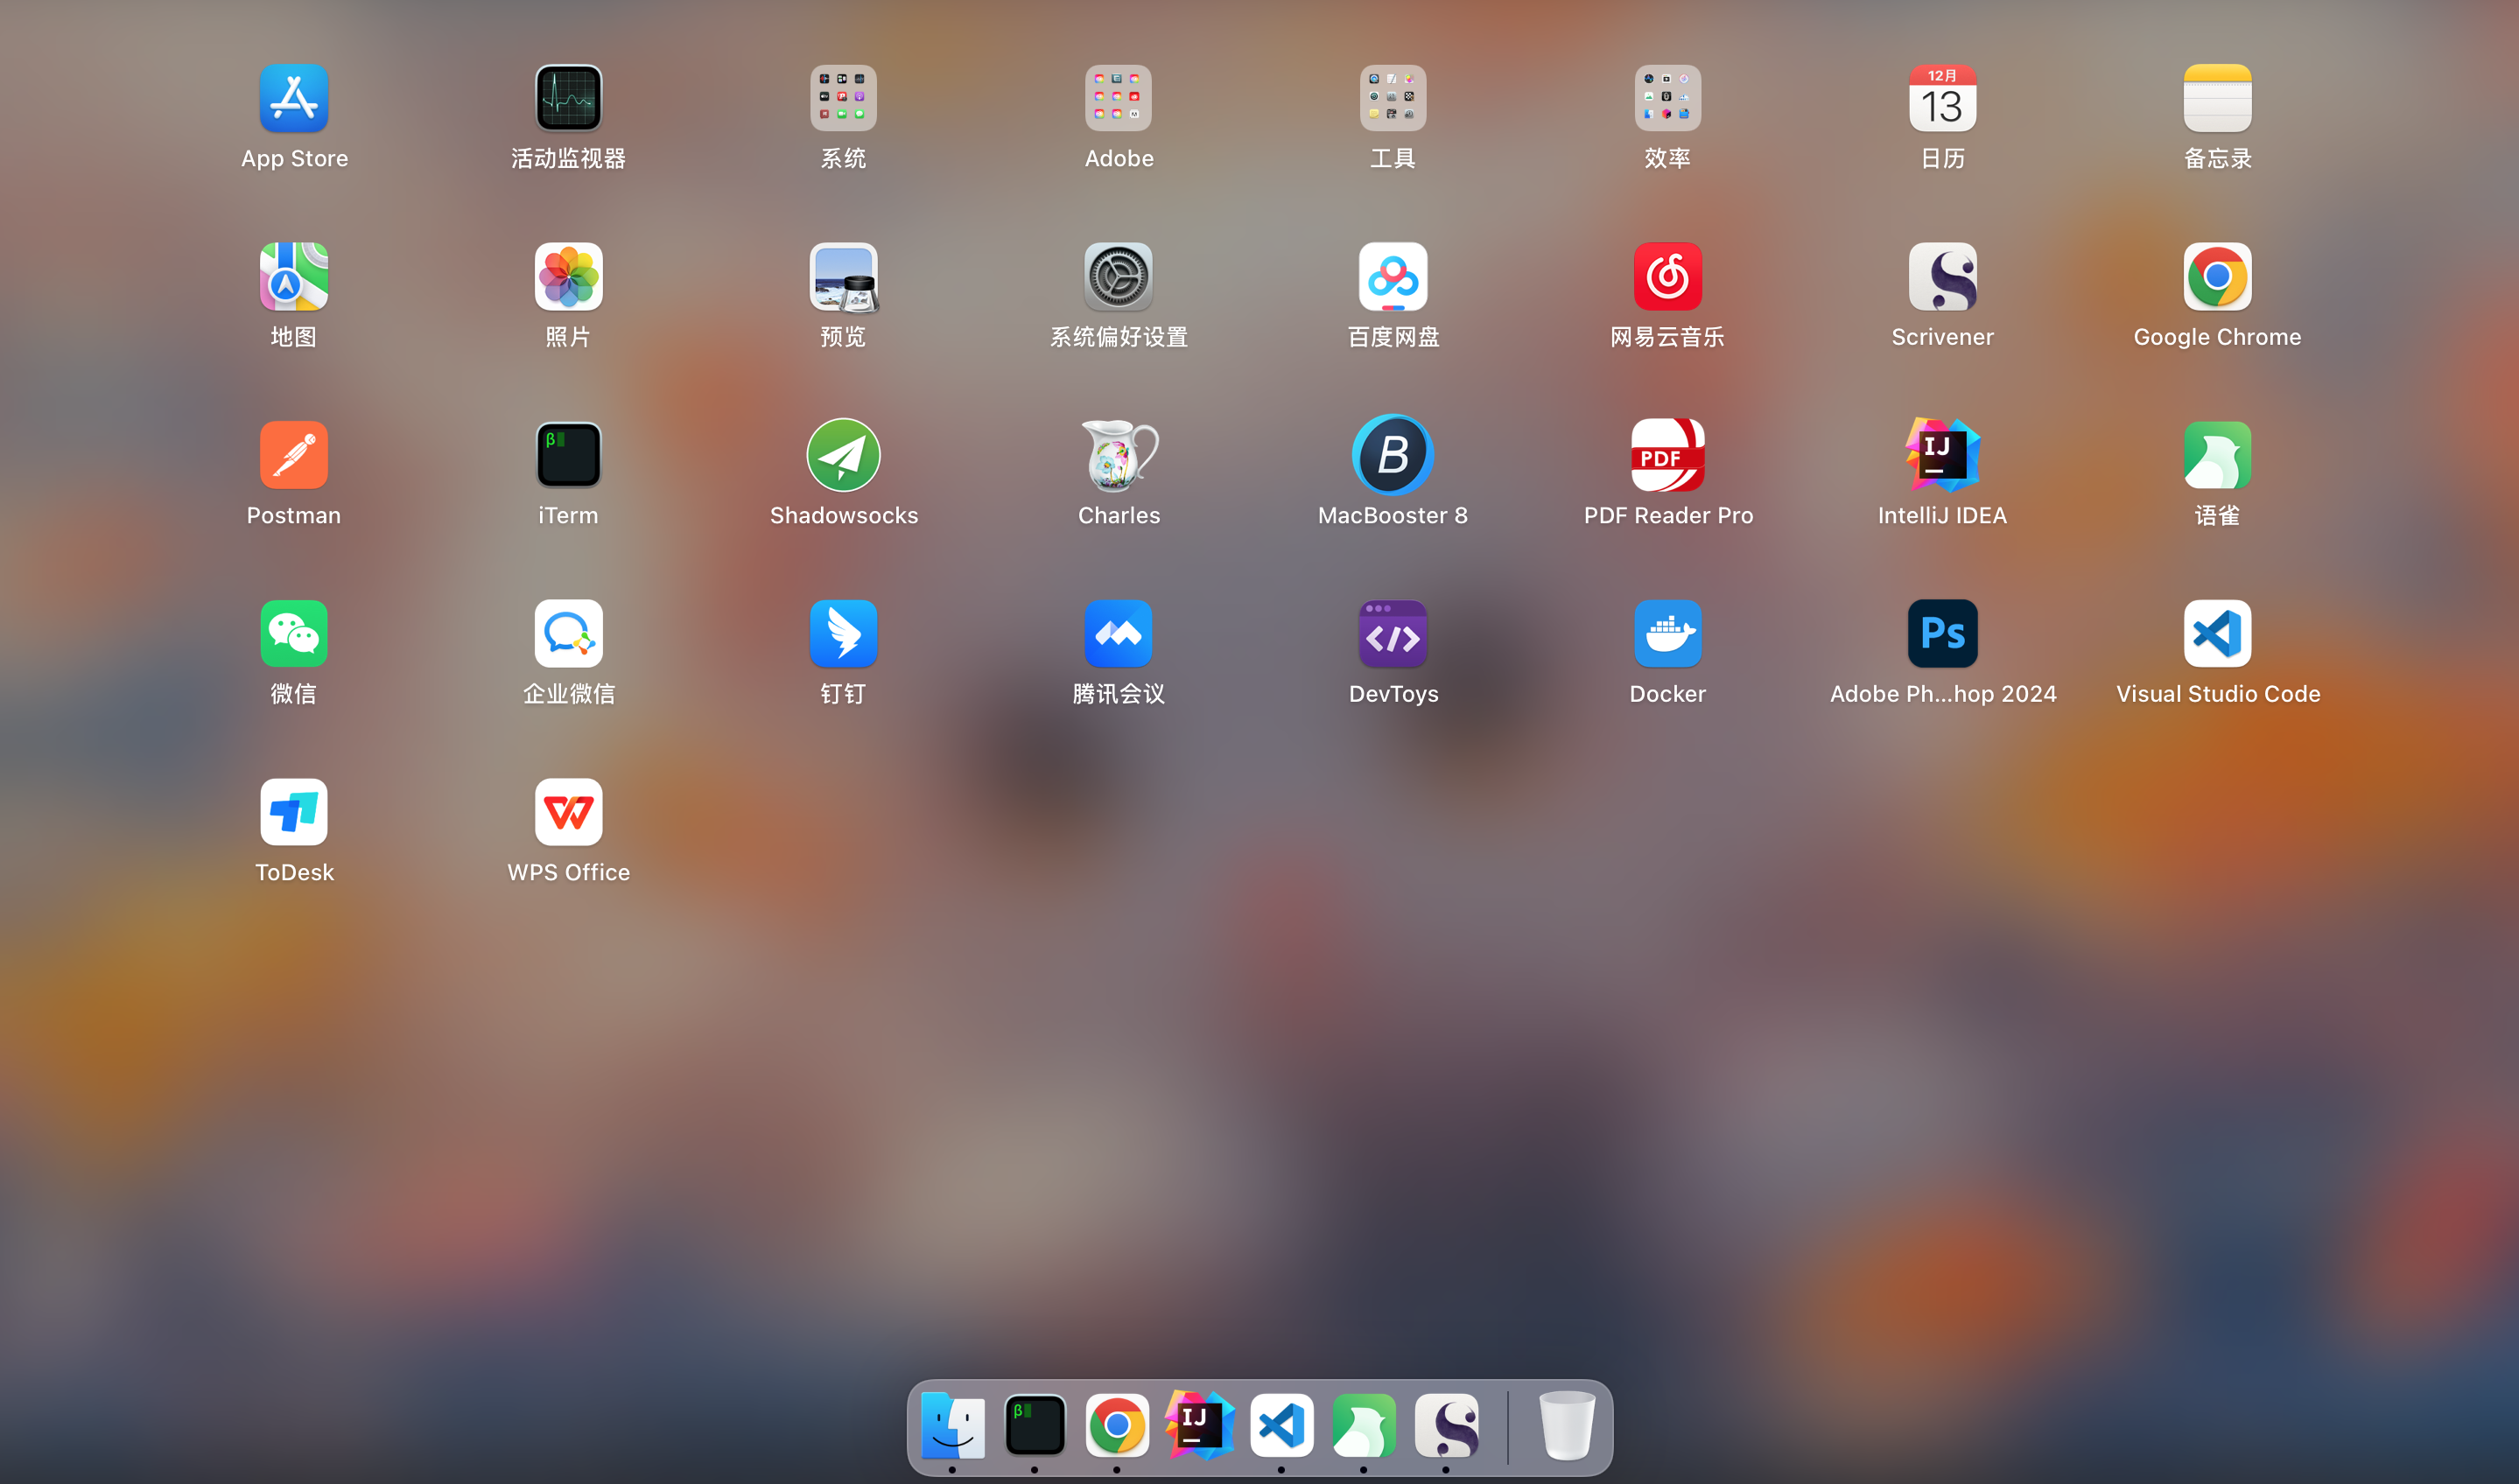 App Store
活动监视器
系统
Adobe
工具
效率
12月
13
日历
备忘录
地图
照片
预览
系统偏好设置
百度网盘
网易云音乐
Scrivener
Google Chrome
Postman
β
iTerm
Shadowsocks
Charles
B
MacBooster 8
PDF
PDF Reader Pro
IJ
IntelliJ IDEA
语雀
微信
企业微信
钉钉
腾讯会议
</>
DevToys
Docker
Ps
Adobe Ph...hop 2024
Visual Studio Code
ToDesk
WPS Office
β
IJ